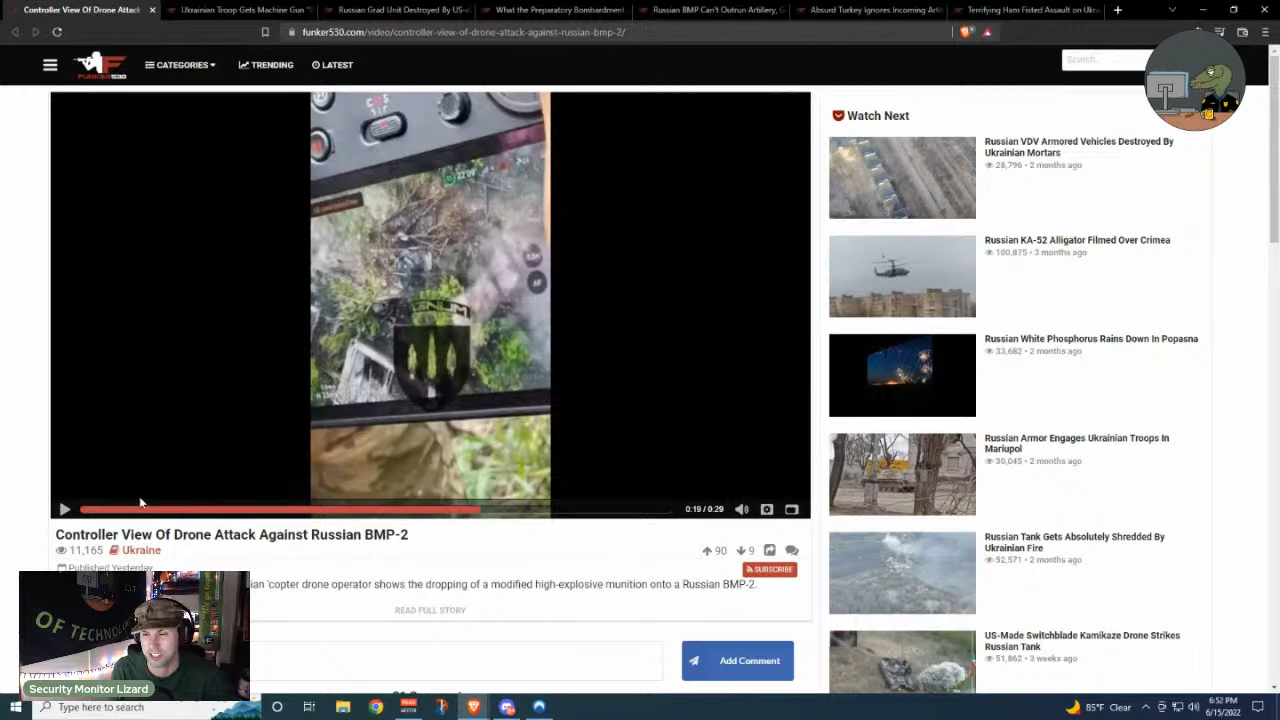 Controller View Of Drone Attack
Ukrainian Troop Gets Machine Gun "
Russian Grad Unit Destroyed By US-
What the Preparatory Bombardment
Russian BMP Can't Outrun Artillery, G
Absurd Turkey Ignores Incoming Arti
Terrifying Ham Fisted Assault on Ukr
funker530.com/video/controller-view-of-drone-attack-against-russian-bmp-2/
FUNKER530
CATEGORIES
TRENDING
LATEST
Search..
Watch Next
Russian VDV Armored Vehicles Destroyed By
Ukrainian Mortars
28,796 • 2 months ago
Russian KA-52 Alligator Filmed Over Crimea
100,875 • 3 months ago
Russian White Phosphorus Rains Down In Popasna
33,682 • 2 months ago
Russian Armor Engages Ukrainian Troops In
Mariupol
30,045 • 2 months ago
Russian Tank Gets Absolutely Shredded By
Ukrainian Fire
52,571 • 2 months ago
US-Made Switchblade Kamikaze Drone Strikes
Russian Tank
51,862 • 3 weeks ago
0:19 / 0:29
Controller View Of Drone Attack Against Russian BMP-2
11,165 Ukraine
90
9
Published Yesterday
SUBSCRIBE
ian 'copter drone operator shows the dropping of a modified high-explosive munition onto a Russian BMP-2.
READ FULL STORY
Add Comment
OF TECHNOLO
Security Monitor Lizard
Type here to search
85°F Clear
6:52 PM
6/15/2022